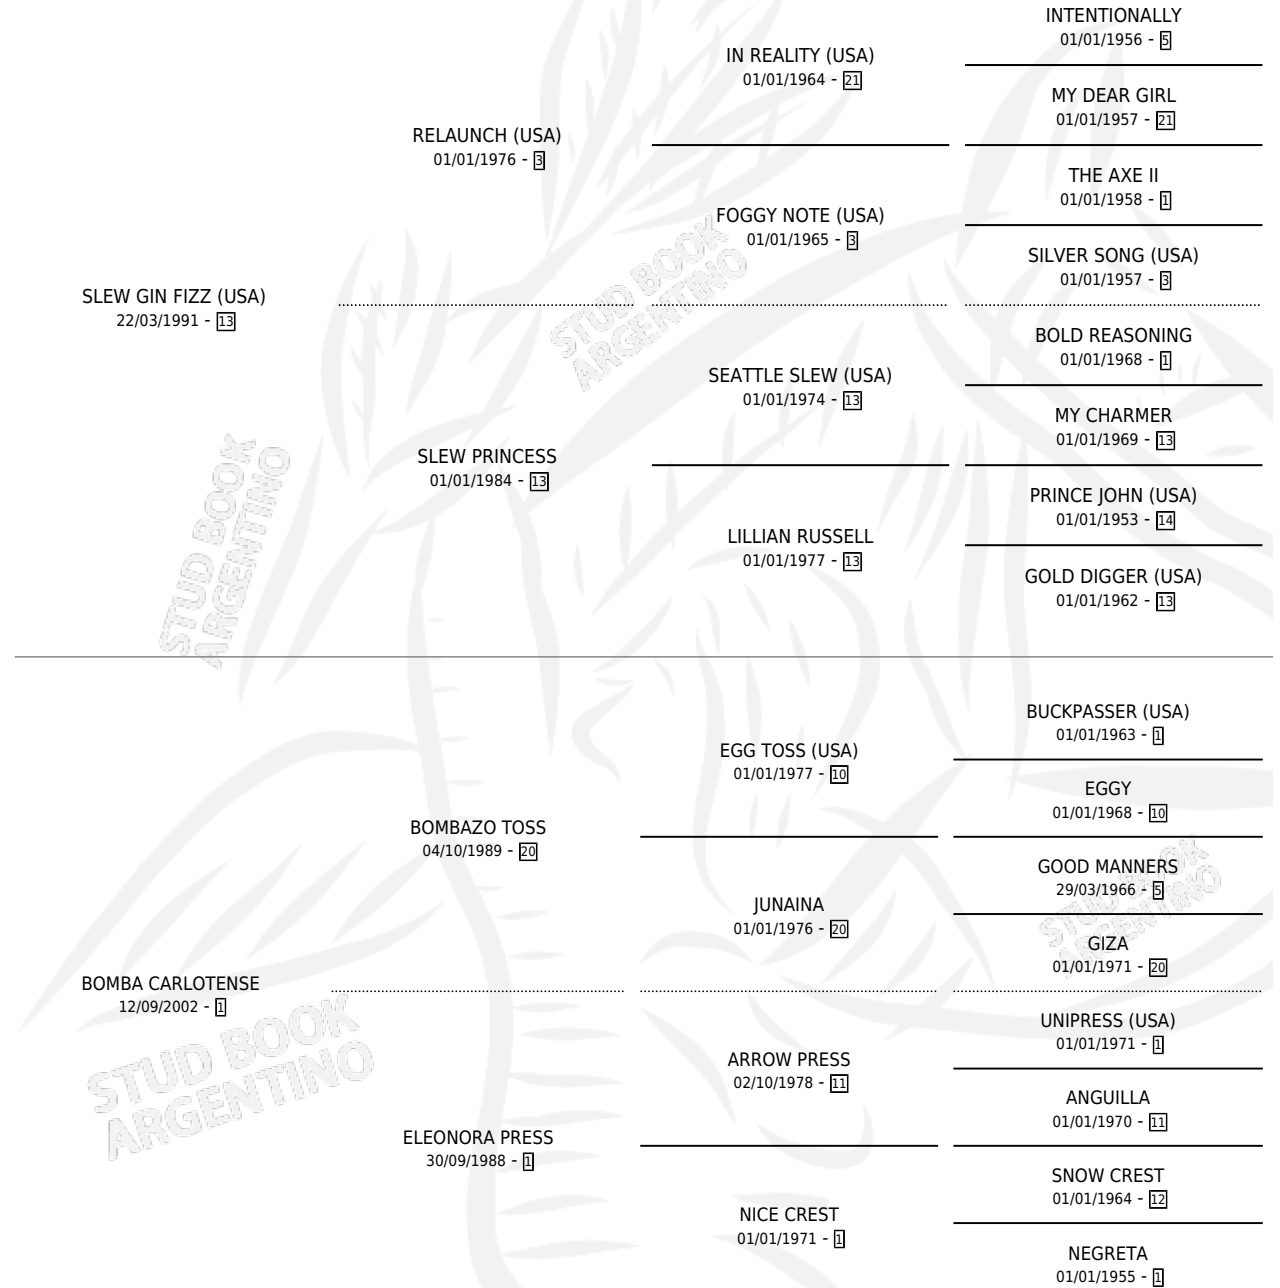 INTENTIONALLY
01/01/1956 - 5
IN REALITY (USA)
01/01/1964 - 21
MY DEAR GIRL
01/01/1957 - 21
RELAUNCH (USA)
01/01/1976 - 3
THE AXE II
01/01/1958 - 1
FOGGY NOTE (USA)
01/01/1965 - 3
SILVER SONG (USA)
01/01/1957 - 3
SLEW GIN FIZZ (USA)
22/03/1991 - 13
BOLD REASONING
01/01/1968 - 1
SEATTLE SLEW (USA)
01/01/1974 - 13
MY CHARMER
01/01/1969 - 13
SLEW PRINCESS
01/01/1984 - 13
PRINCE JOHN (USA)
01/01/1953 - 14
LILLIAN RUSSELL
01/01/1977 - 13
GOLD DIGGER (USA)
01/01/1962 - 13
BUCKPASSER (USA)
01/01/1963 - 1
EGG TOSS (USA)
01/01/1977 - 10
EGGY
01/01/1968 - 10
BOMBAZO TOSS
04/10/1989 - 20
GOOD MANNERS
29/03/1966 - 5
JUNAINA
01/01/1976 - 20
GIZA
01/01/1971 - 20
BOMBA CARLOTENSE
12/09/2002 - 1
UNIPRESS (USA)
01/01/1971 - 1
ARROW PRESS
02/10/1978 - 11
ANGUILLA
01/01/1970 - 11
ELEONORA PRESS
30/09/1988 - 1
SNOW CREST
01/01/1964 - 12
NICE CREST
01/01/1971 - 1
NEGRETA
01/01/1955 - 1
STUD BOOK
ARGENTINO
STUD BOOK
ARGENTINO
STUD BOOK
ARGENTINO
STUD BOOK
ARGENTINO